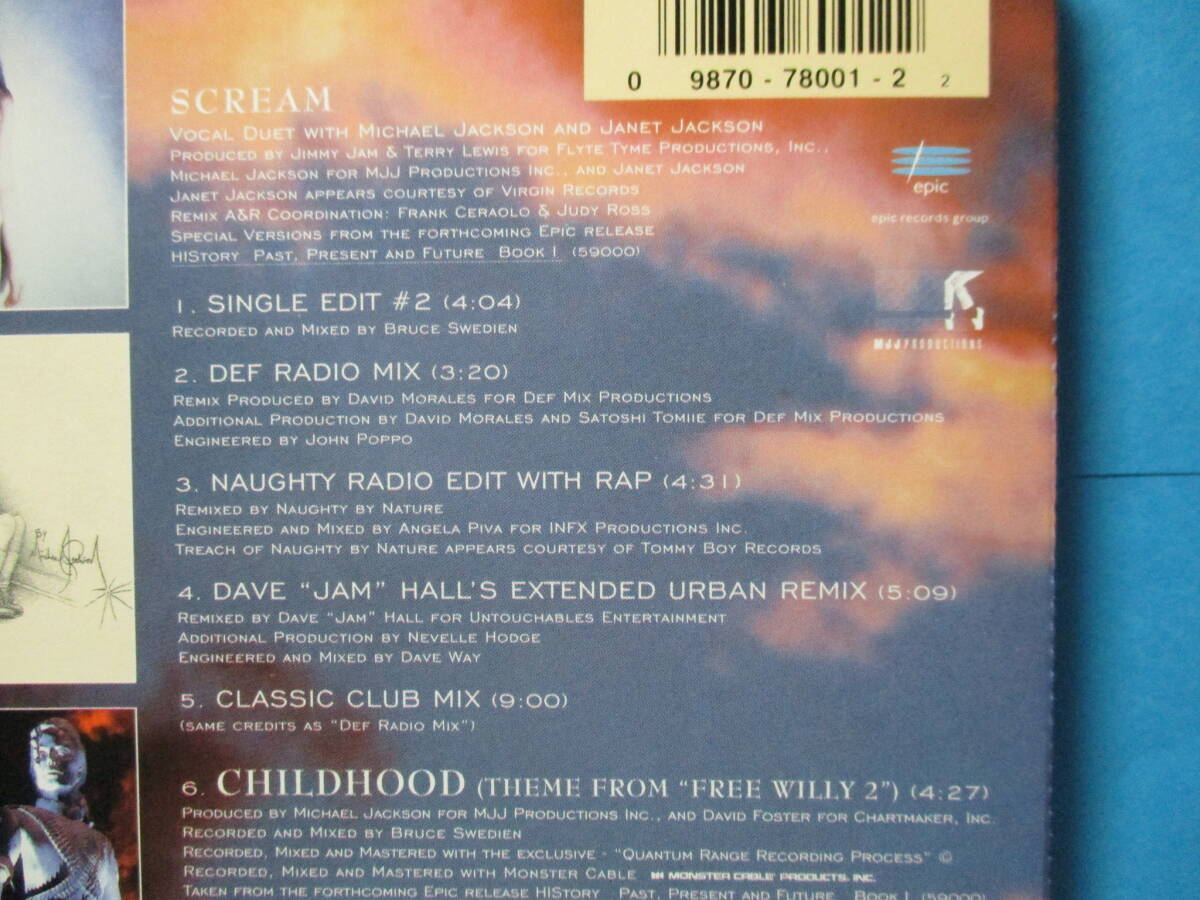 0 9870 - 78001 - 2 2
SCREAM
VOCAL DUET WITH MICHAEL JACKSON AND JANET JACKSON
PRODUCED BY JIMMY JAM & TERRY LEWIS FOR FLYTE TYME PRODUCTIONS, INC.,
MICHAEL JACKSON FOR MJJ PRODUCTIONS INC., AND JANET JACKSON
JANET JACKSON APPEARS COURTESY OF VIRGIN RECORDS
REMIX A&R COORDINATION: FRANK CERAOLO & JUDY ROSS
SPECIAL VERSIONS FROM THE FORTHCOMING EPIC RELEASE
HISTORY PAST, PRESENT AND FUTURE BOOK I (59000)
epic
epic records group
MJJ PRODUCTIONS
1. SINGLE EDIT #2 (4:04)
RECORDED AND MIXED BY BRUCE SWEDIEN
2. DEF RADIO MIX (3:20)
REMIX PRODUCED BY DAVID MORALES FOR DEF MIX PRODUCTIONS
ADDITIONAL PRODUCTION BY DAVID MORALES AND SATOSHI TOMIIE FOR DEF MIX PRODUCTIONS
ENGINEERED BY JOHN POPPO
3. NAUGHTY RADIO EDIT WITH RAP (4:31)
REMIXED BY NAUGHTY BY NATURE
ENGINEERED AND MIXED BY ANGELA PIVA FOR INFX PRODUCTIONS INC.
TREACH OF NAUGHTY BY NATURE APPEARS COURTESY OF TOMMY BOY RECORDS
4. DAVE "JAM" HALL'S EXTENDED URBAN REMIX (5:09)
REMIXED BY DAVE "JAM" HALL FOR UNTOUCHABLES ENTERTAINMENT
ADDITIONAL PRODUCTION BY NEVELLE HODGE
ENGINEERED AND MIXED BY DAVE WAY
5. CLASSIC CLUB MIX (9:00)
(SAME CREDITS AS "DEF RADIO MIX")
6. CHILDHOOD (THEME FROM "FREE WILLY 2") (4:27)
PRODUCED BY MICHAEL JACKSON FOR MJJ PRODUCTIONS INC., AND DAVID FOSTER FOR CHARTMAKER, INC.
RECORDED AND MIXED BY BRUCE SWEDIEN
RECORDED, MIXED AND MASTERED WITH THE EXCLUSIVE - "QUANTUM RANGE RECORDING PROCESS" ©
RECORDED, MIXED AND MASTERED WITH MONSTER CABLE MONSTER CABLE PRODUCTS, INC.
TAKEN FROM THE FORTHCOMING EPIC RELEASE HISTORY PAST, PRESENT AND FUTURE BOOK I (59000)
BY